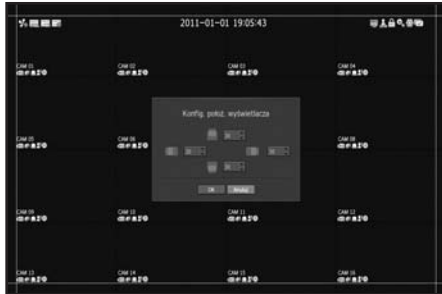 2011-01-01 19:05:43
CAM 01 CAM 02 CAM 03 CAM 04
Konfig. położ. wyświetlacza
CAM 05 CAM 06 CAM 08
OK Anuluj
CAM 09 CAM 10 CAM 11 CAM 12
CAM 13 CAM 14 CAM 15 CAM 16